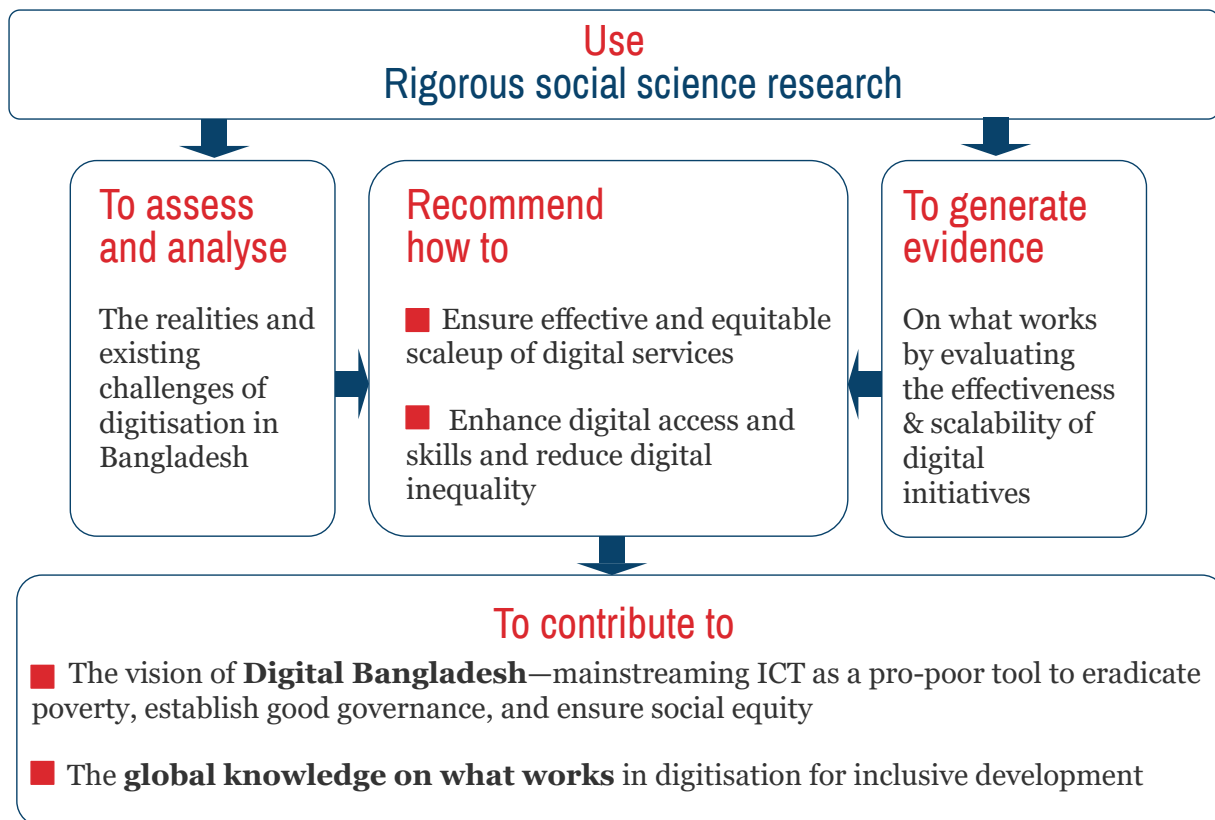 Use
Rigorous social science research
To assess
and analyse
The realities and
existing
challenges of
digitisation in
Bangladesh
Recommend
how to
Ensure effective and equitable
scaleup of digital services
Enhance digital access and
skills and reduce digital
inequality
To generate
evidence
On what works
by evaluating
the effectiveness
& scalability of
digital
initiatives
To contribute to
The vision of Digital Bangladesh—mainstreaming ICT as a pro-poor tool to eradicate
poverty, establish good governance, and ensure social equity
The global knowledge on what works in digitisation for inclusive development